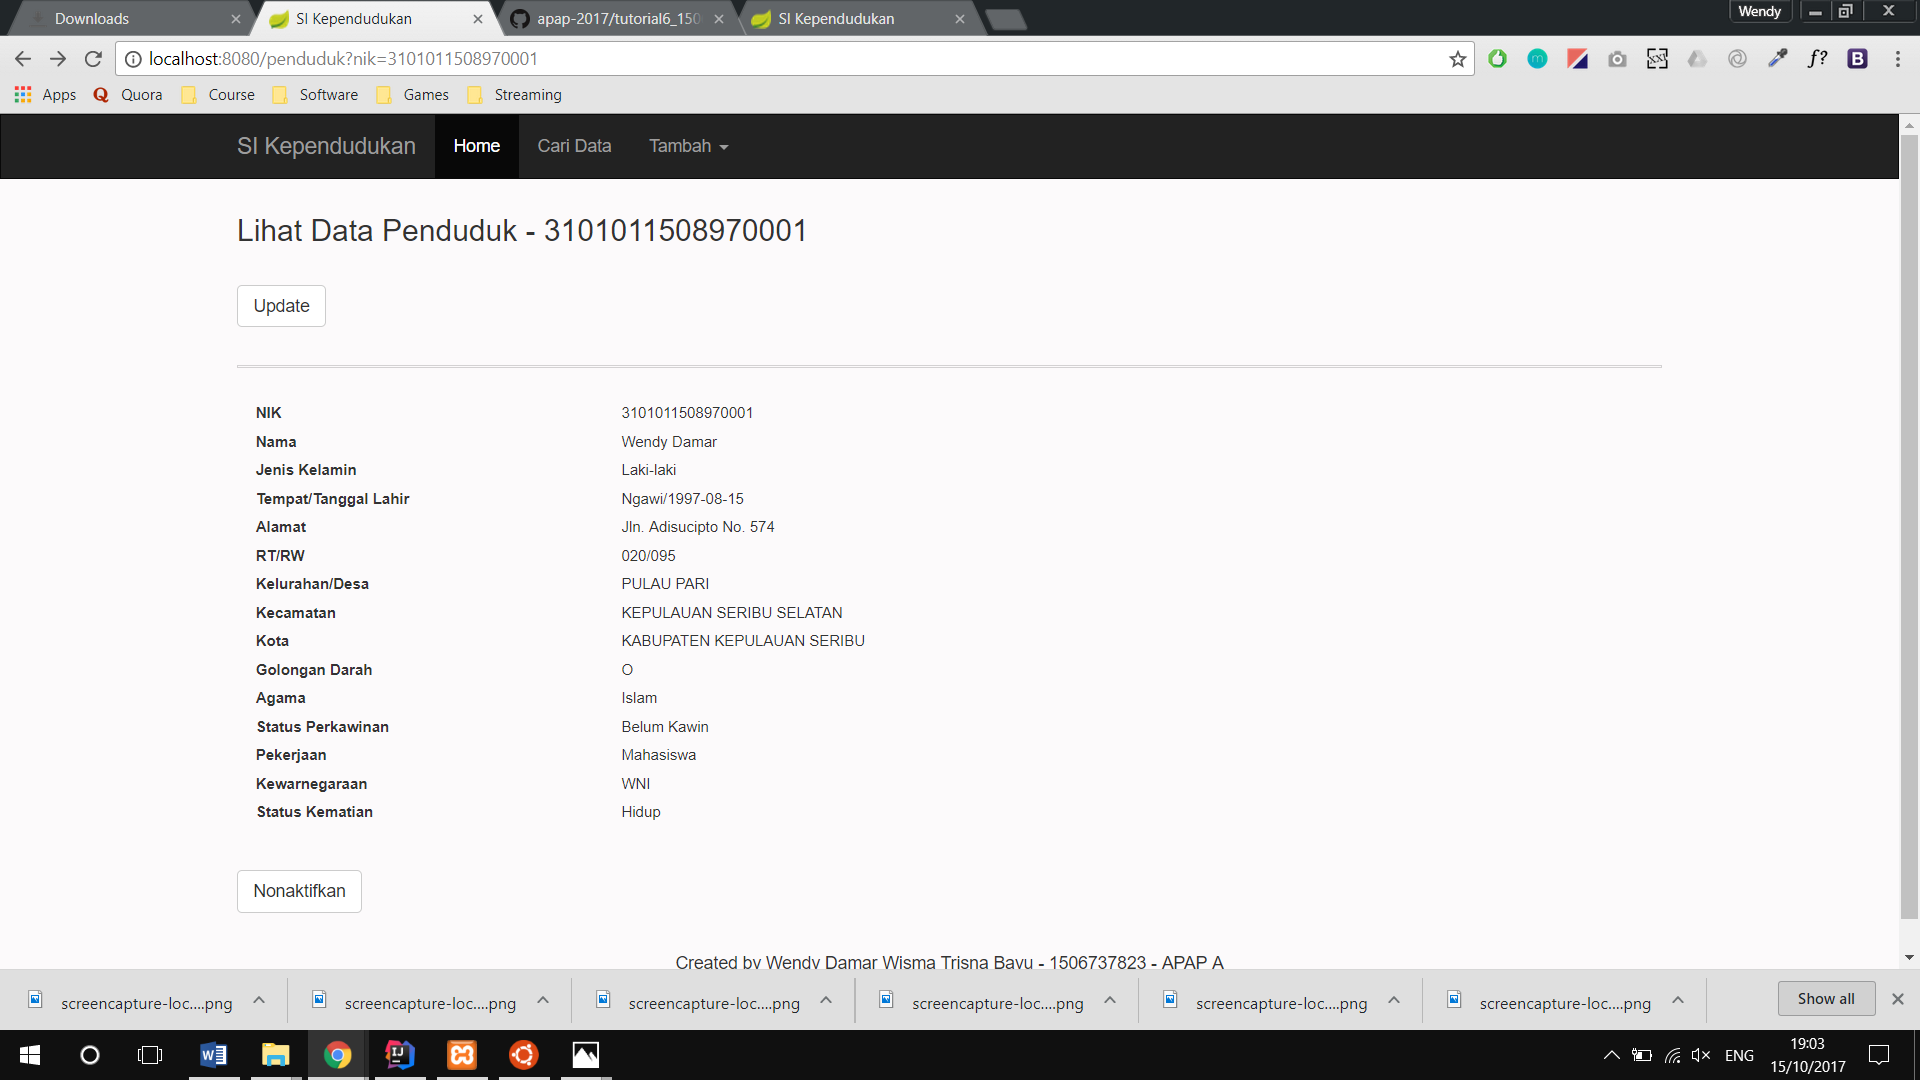 Downloads
SI Kependudukan
apap-2017/tutorial6_150
SI Kependudukan
Wendy
localhost:8080/penduduk?nik=3101011508970001
Apps
Quora
Course
Software
Games
Streaming
SI Kependudukan
Home
Cari Data
Tambah
Lihat Data Penduduk - 3101011508970001
Update
NIK 3101011508970001
Nama Wendy Damar
Jenis Kelamin Laki-laki
Tempat/Tanggal Lahir Ngawi/1997-08-15
Alamat Jln. Adisucipto No. 574
RT/RW 020/095
Kelurahan/Desa PULAU PARI
Kecamatan KEPULAUAN SERIBU SELATAN
Kota KABUPATEN KEPULAUAN SERIBU
Golongan Darah O
Agama Islam
Status Perkawinan Belum Kawin
Pekerjaan Mahasiswa
Kewarnegaraan WNI
Status Kematian Hidup
Nonaktifkan
Created by Wendy Damar Wisma Trisna Bayu - 1506737823 - APAP A
screencapture-loc....png
screencapture-loc....png
screencapture-loc....png
screencapture-loc....png
screencapture-loc....png
screencapture-loc....png
Show all
ENG
19:03
15/10/2017